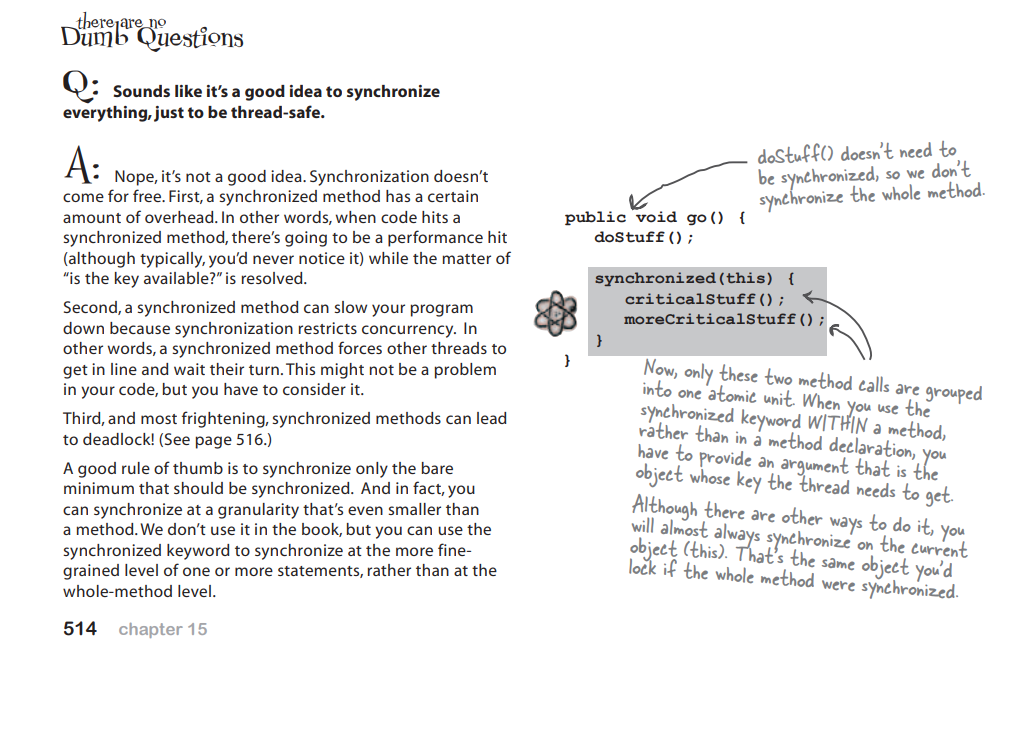 there are no
Dumb Questions
Q: Sounds like it's a good idea to synchronize
everything, just to be thread-safe.
A: Nope, it's not a good idea. Synchronization doesn't
come for free. First, a synchronized method has a certain
amount of overhead. In other words, when code hits a
synchronized method, there's going to be a performance hit
(although typically, you'd never notice it) while the matter of
"is the key available?" is resolved.
Second, a synchronized method can slow your program
down because synchronization restricts concurrency. In
other words, a synchronized method forces other threads to
get in line and wait their turn. This might not be a problem
in your code, but you have to consider it.
Third, and most frightening, synchronized methods can lead
to deadlock! (See page 516.)
A good rule of thumb is to synchronize only the bare
minimum that should be synchronized. And in fact, you
can synchronize at a granularity that's even smaller than
a method. We don't use it in the book, but you can use the
synchronized keyword to synchronize at the more fine-
grained level of one or more statements, rather than at the
whole-method level.
doStuff() doesn't need to
be synchronized, so we don't
synchronize the whole method.
public void go() {
doStuff();
synchronized(this) {
criticalStuff();
moreCriticalStuff();
}
}
Now, only these two method calls are grouped
into one atomic unit. When you use the
synchronized keyword WITHIN a method,
rather than in a method declaration, you
have to provide an argument that is the
object whose key the thread needs to get.
Although there are other ways to do it, you
will almost always synchronize on the current
object (this). That's the same object you'd
lock if the whole method were synchronized.
514 chapter 15